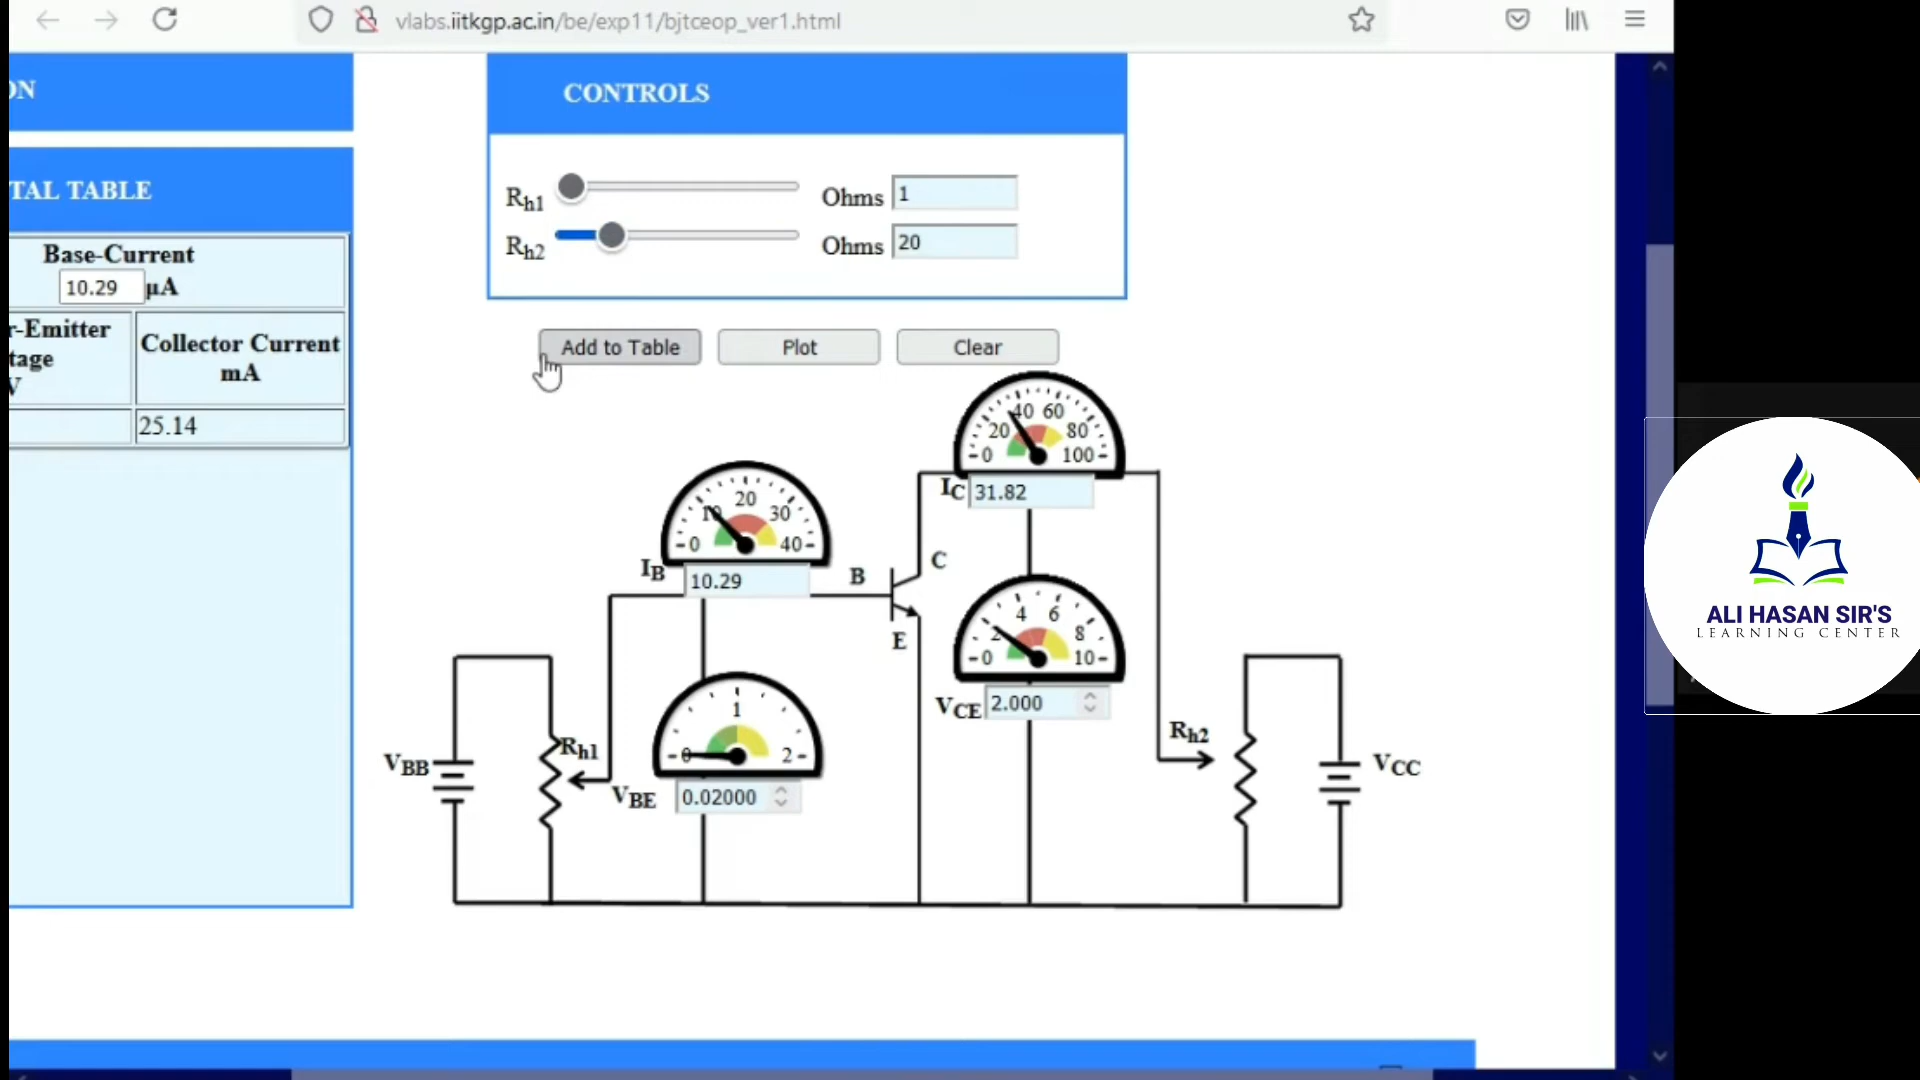 vlabs.iitkgp.ac.in/be/exp11/bjtceop_ver1.html
ON
CONTROLS
TAL TABLE
Rh1
Ohms 1
Rh2
Ohms 20
Base-Current
10.29 μA
r-Emitter
tage
V
Collector Current
mA
25.14
Add to Table
Plot
Clear
0 20 40 60 80 100
IC 31.82
0 10 20 30 40
IB 10.29
B
C
E
0 2 4 6 8 10
VCE 2.000
0 1 2
VBE 0.02000
VBB
Rh1
Rh2
VCC
ALI HASAN SIR'S
LEARNING CENTER